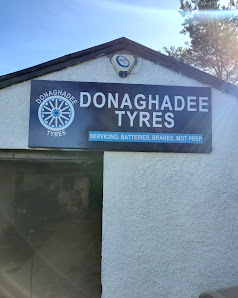 DONAGHADEE
TYRES
DONAGHADEE
TYRES
SERVICING, BATTERIES, BRAKES, MOT PREP